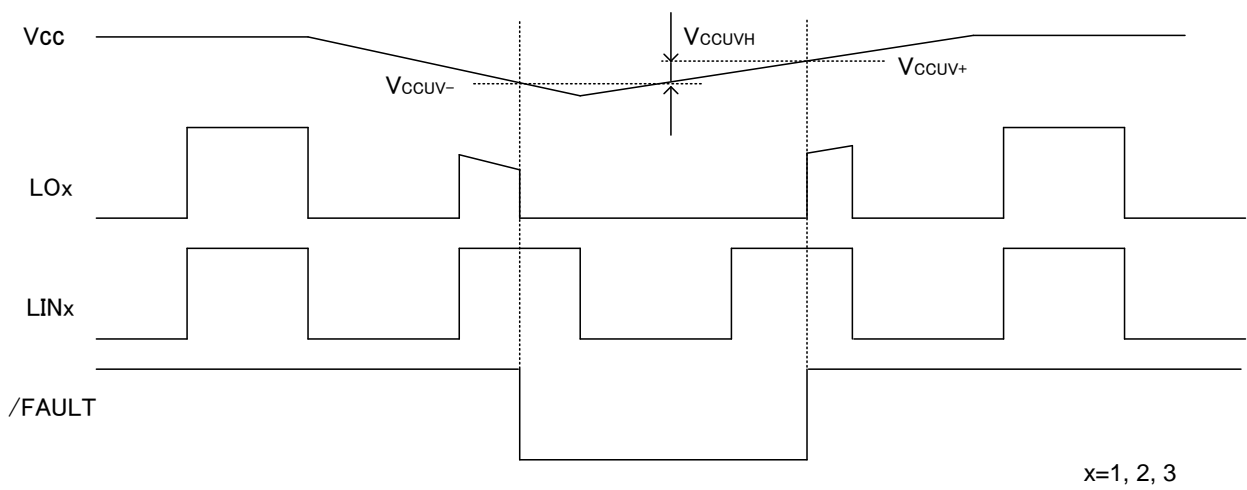 Vcc
VCCUVH
VCCUV−
VCCUV+
LOx
LINx
/FAULT
x=1, 2, 3